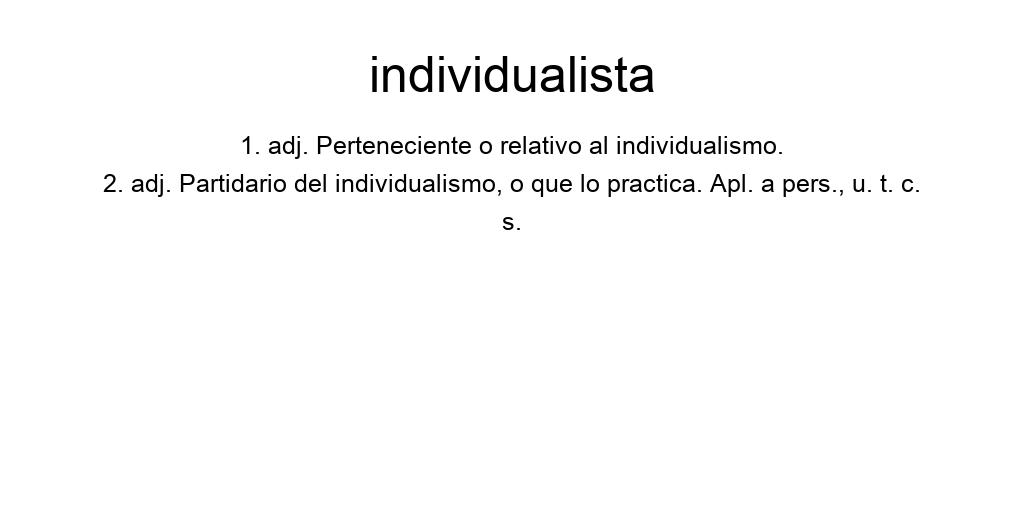 individualista
1. adj. Perteneciente o relativo al individualismo.
2. adj. Partidario del individualismo, o que lo practica. Apl. a pers., u. t. c.
s.